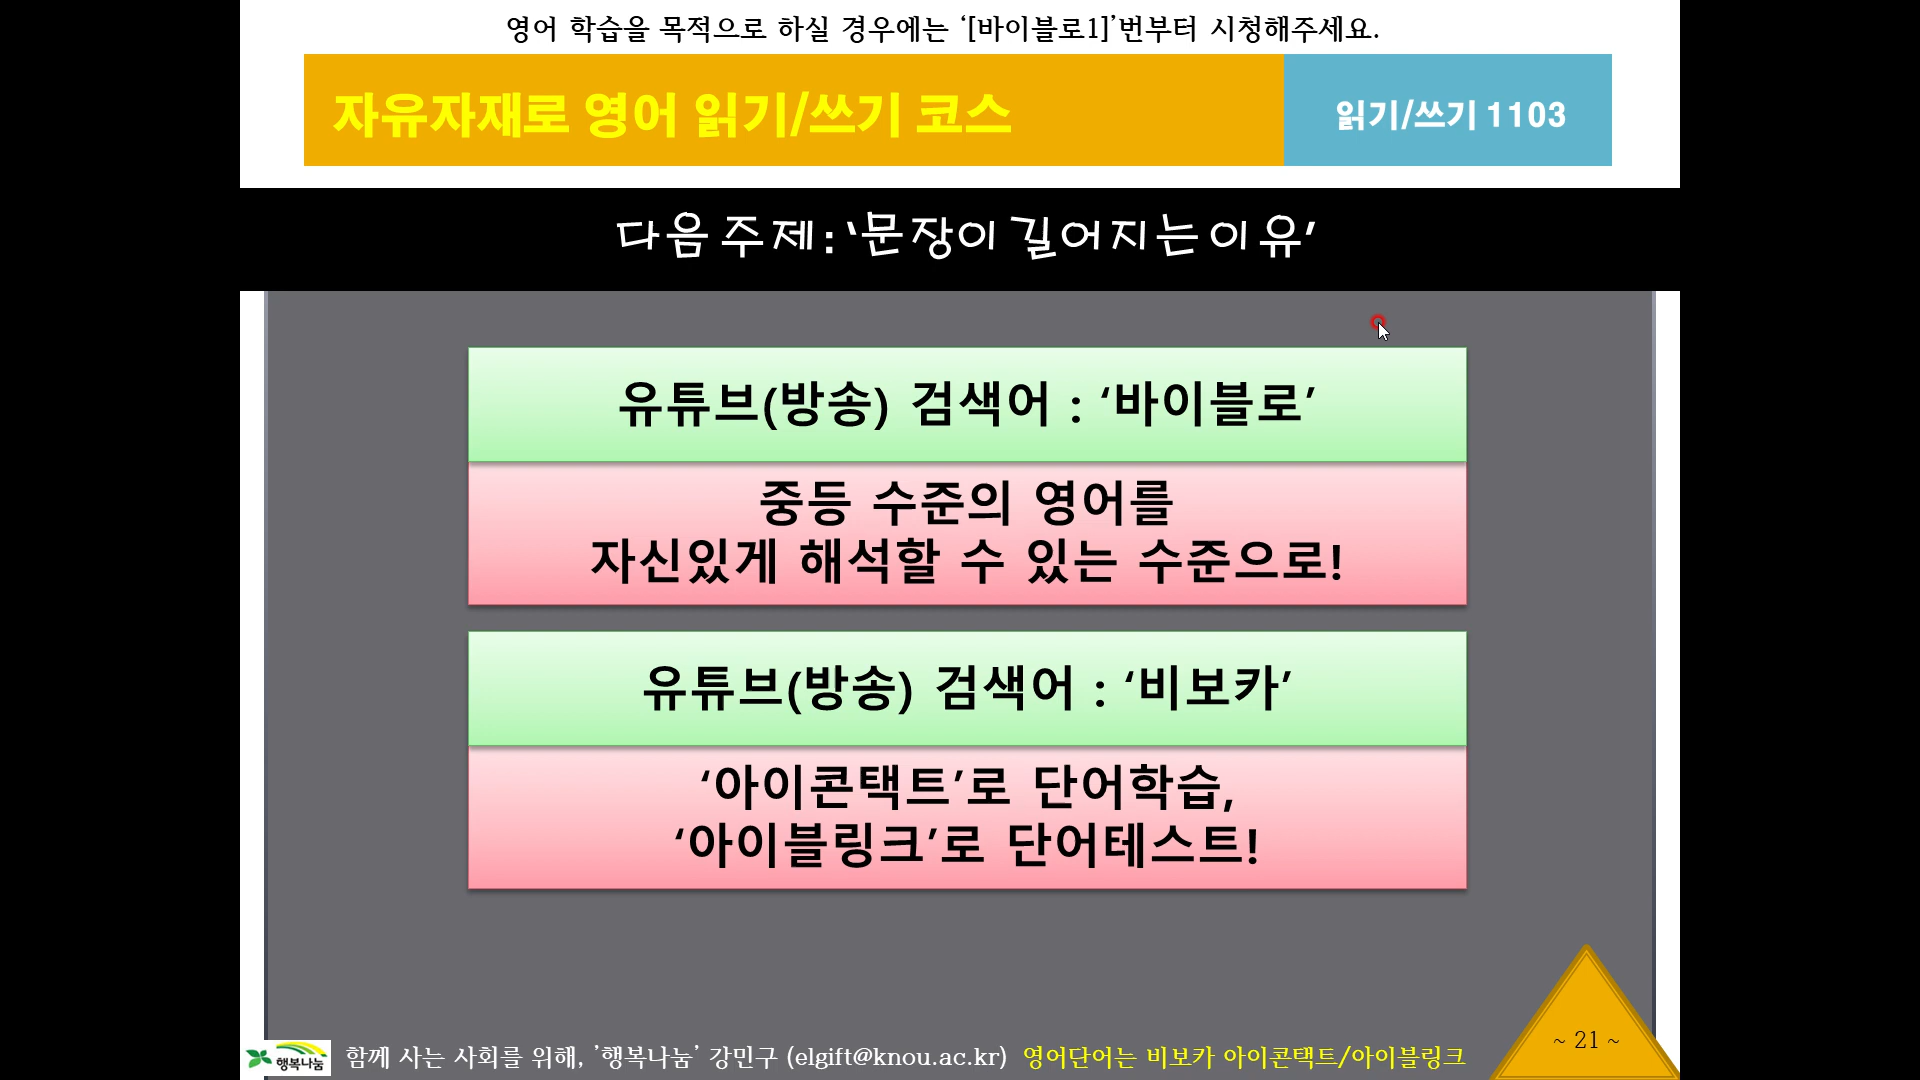 영어 학습을 목적으로 하실 경우에는 ‘[바이블로1]’번부터 시청해주세요.
자유자재로 영어 읽기/쓰기 코스
읽기/쓰기 1103
다음 주제 : ‘문장이 길어지는 이유’
유튜브(방송) 검색어 : ‘바이블로’
중등 수준의 영어를
자신있게 해석할 수 있는 수준으로!
유튜브(방송) 검색어 : ‘비보카’
‘아이콘택트’로 단어학습,
‘아이블링크’로 단어테스트!
~ 21 ~
행복나눔
함께 사는 사회를 위해, ’행복나눔’ 강민구 (elgift@knou.ac.kr) 영어단어는 비보카 아이콘택트/아이블링크